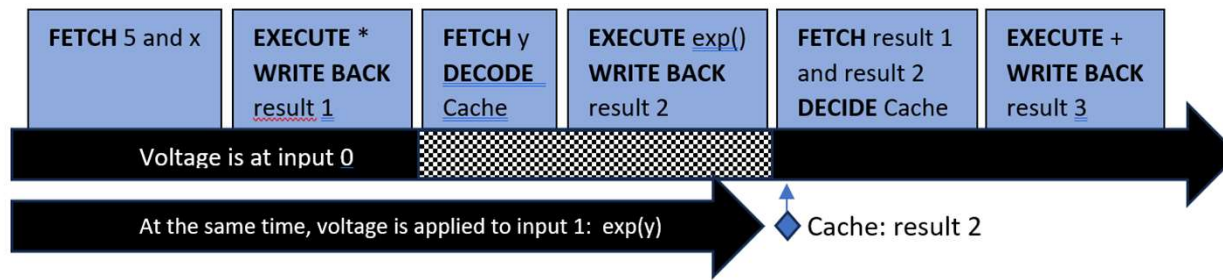 FETCH 5 and x
EXECUTE *
WRITE BACK
result 1
FETCH y
DECODE
Cache
EXECUTE exp()
WRITE BACK
result 2
FETCH result 1
and result 2
DECIDE Cache
EXECUTE +
WRITE BACK
result 3
Voltage is at input 0
At the same time, voltage is applied to input 1: exp(y)
Cache: result 2